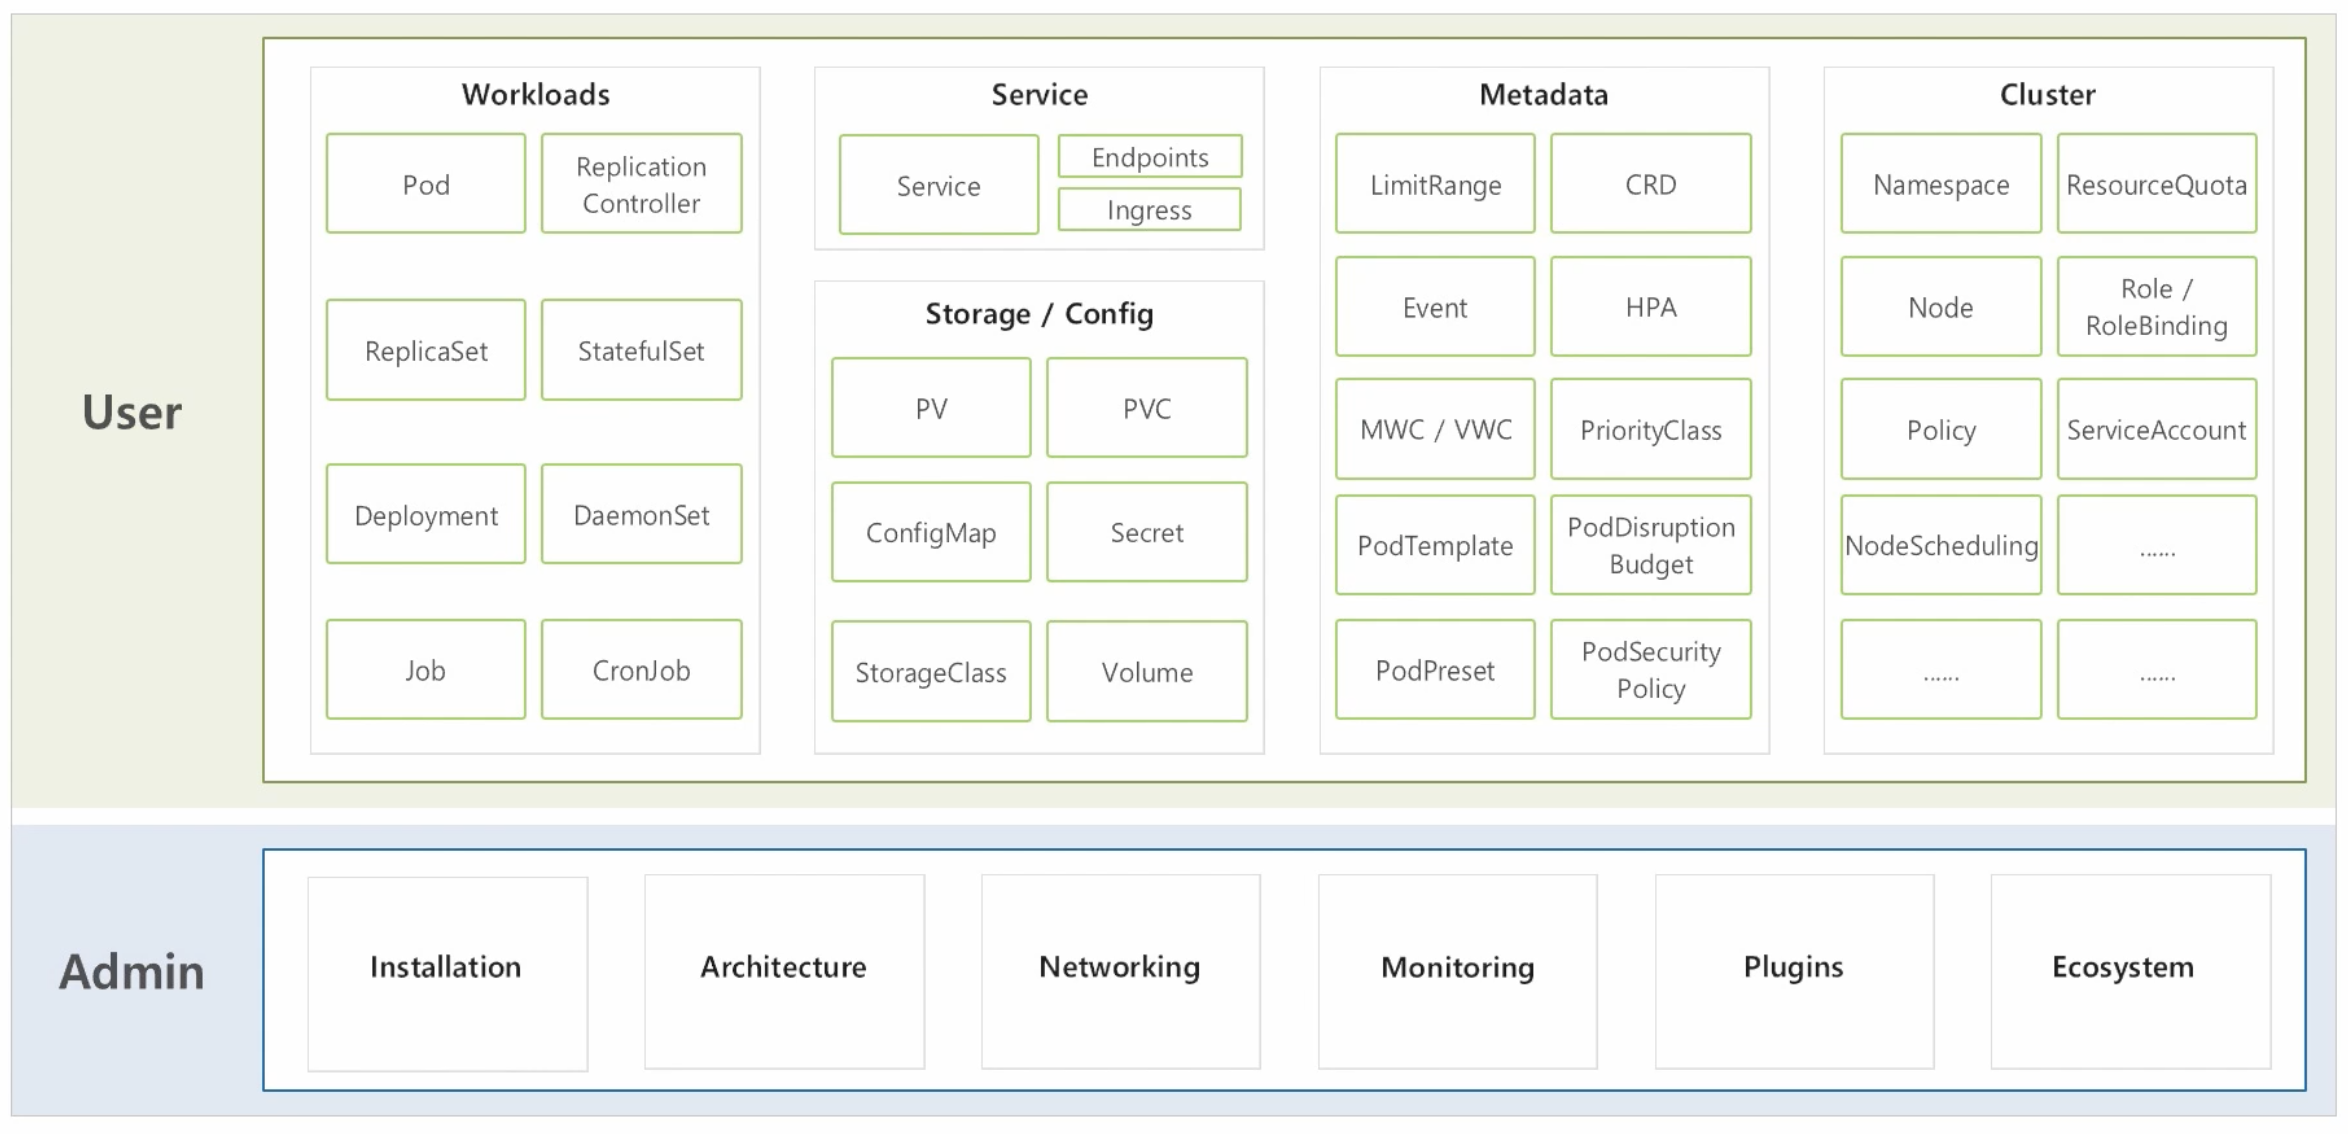 User
Workloads
Pod
Replication
Controller
ReplicaSet
StatefulSet
Deployment
DaemonSet
Job
CronJob
Service
Service
Endpoints
Ingress
Storage / Config
PV
PVC
ConfigMap
Secret
StorageClass
Volume
Metadata
LimitRange
CRD
Event
HPA
MWC / VWC
PriorityClass
PodTemplate
PodDisruption
Budget
PodPreset
PodSecurity
Policy
Cluster
Namespace
ResourceQuota
Node
Role /
RoleBinding
Policy
ServiceAccount
NodeScheduling
......
......
......
Admin
Installation
Architecture
Networking
Monitoring
Plugins
Ecosystem